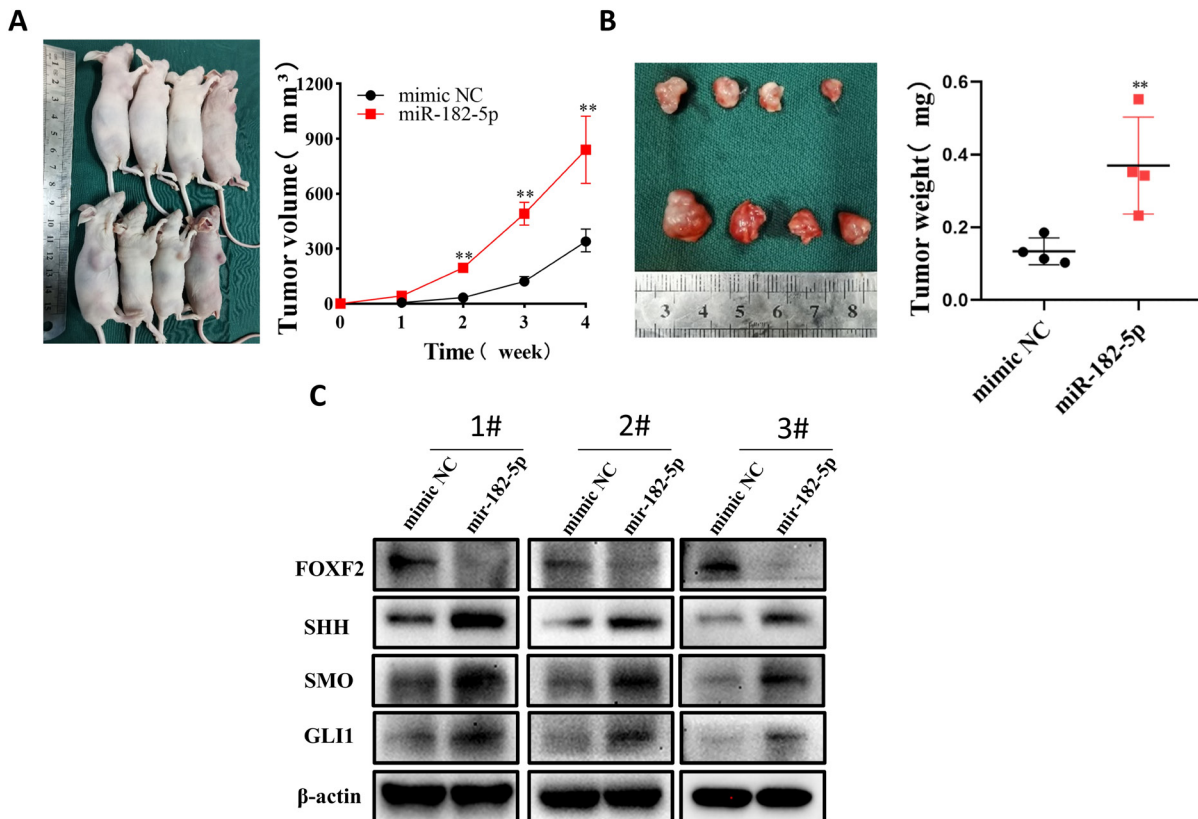 A
B
1200
900
600
300
0
Tumor volume( m m³)
mimic NC
miR-182-5p
**
**
**
0 1 2 3 4
Time( week)
3 4 5 6 7 8
0.6
0.4
0.2
0.0
Tumor weight( mg)
**
mimic NC
miR-182-5p
C
1# 2# 3#
mimic NC mir-182-5p mimic NC mir-182-5p mimic NC mir-182-5p
FOXF2
SHH
SMO
GLI1
β-actin